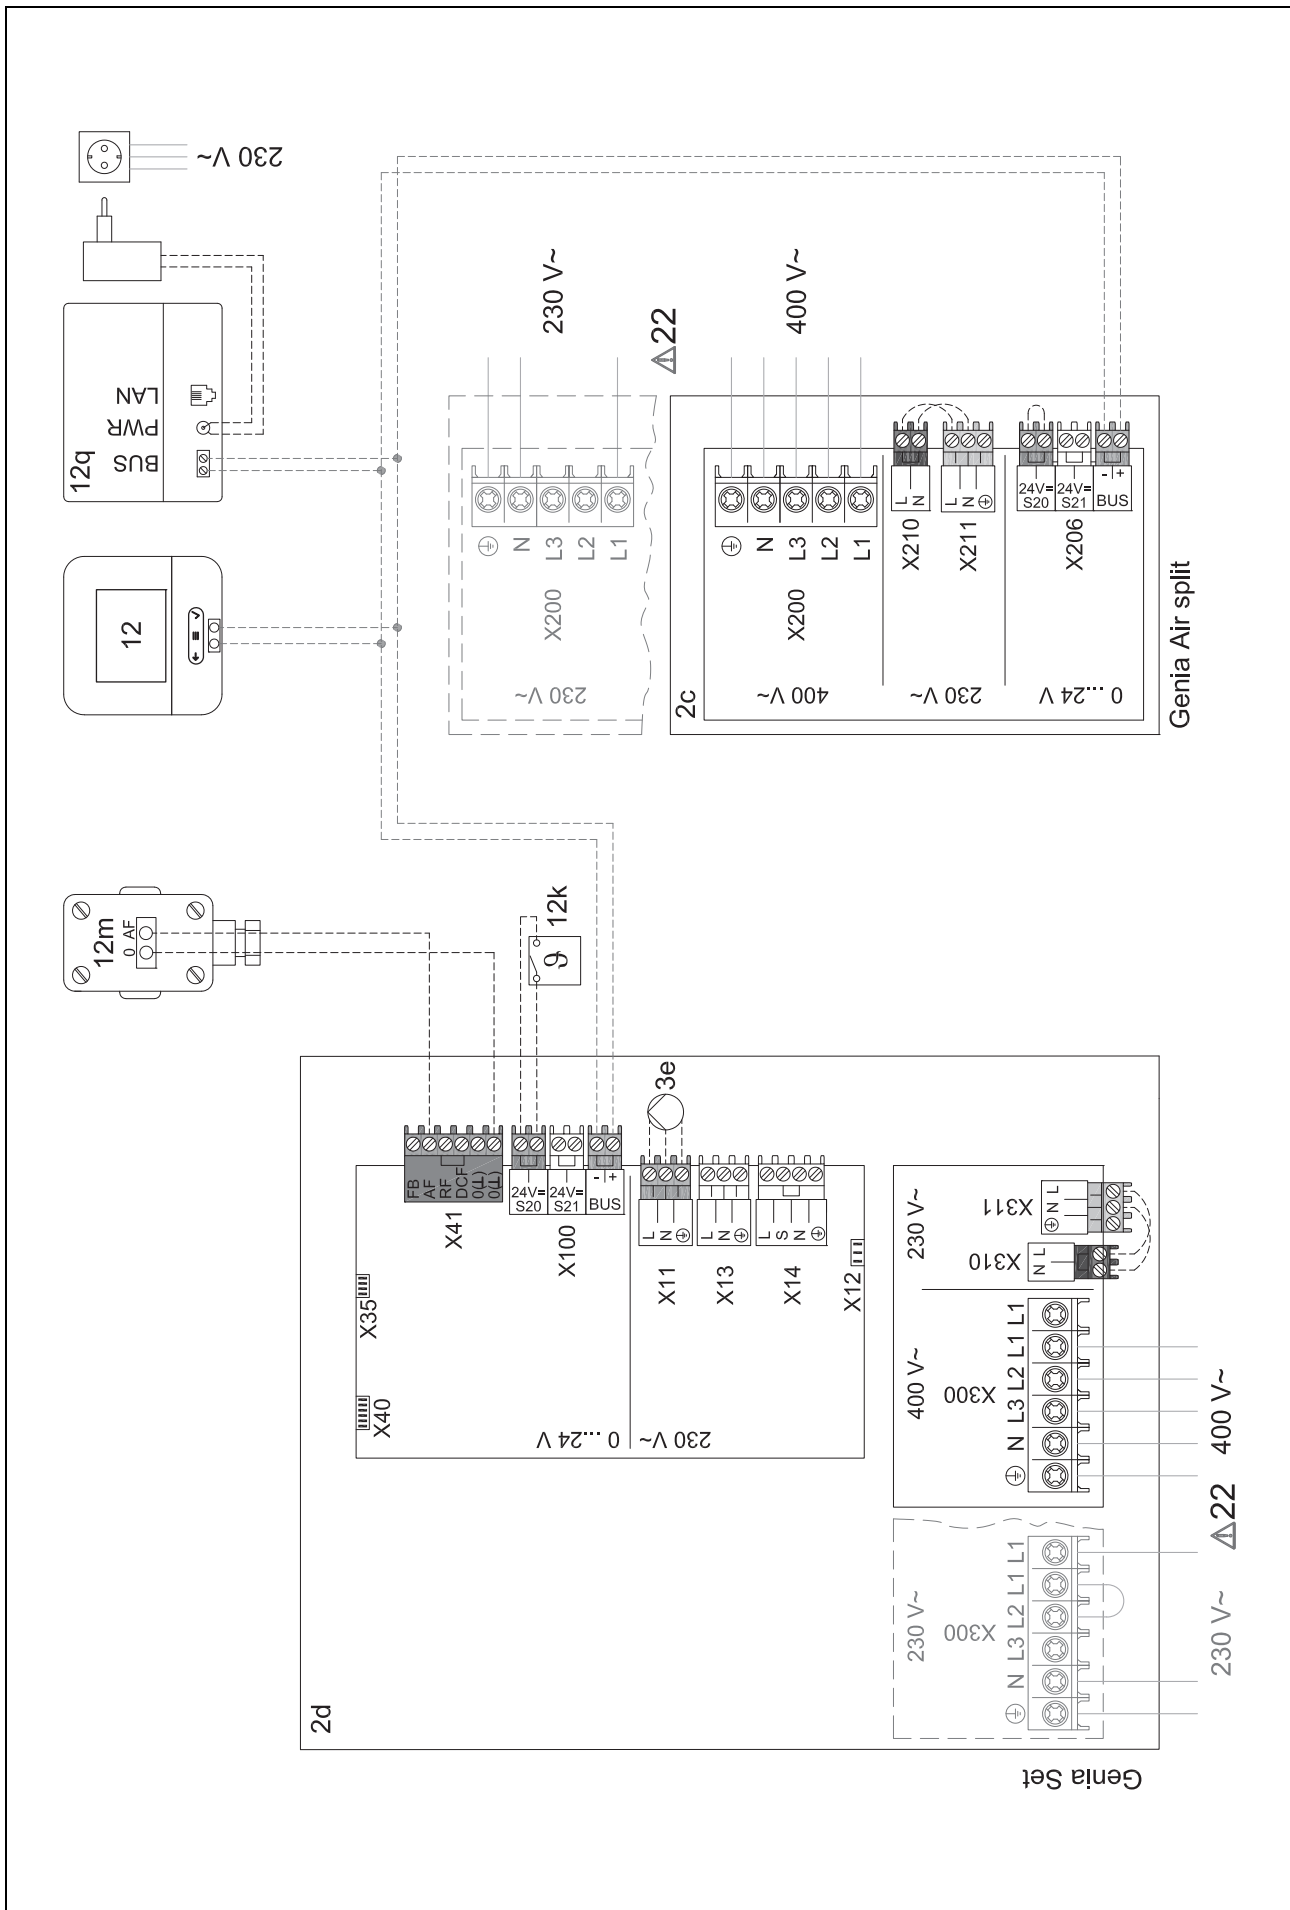 230 V~
12q
BUS
PWR
LAN
12
12m
0 AF
12k
ϑ
230 V~
⚠22
400 V~
⏚
N
L3
L2
L1
X200
230 V~
2c
⏚
N
L3
L2
L1
X200
400 V~
L
N
X210
L
N
⏚
X211
230 V~
24V=
S20
24V=
S21
X206
- +
BUS
0 ...24 V
Genia Air split
2d
X35
X40
FB
AF
RF
DCF
0(⊥)
0(⊥)
X41
24V=
S20
24V=
S21
X100
- +
BUS
0 ...24 V
230 V~
3e
L
N
⏚
X11
L
N
⏚
X13
L
S
N
⏚
X14
X12
230 V~
⏚ N L
X311
N L
X310
400 V~
X300
⏚ N L3 L2 L1 L1
400 V~
⚠22
230 V~
X300
⏚ N L3 L2 L1 L1
230 V~
Genia Set